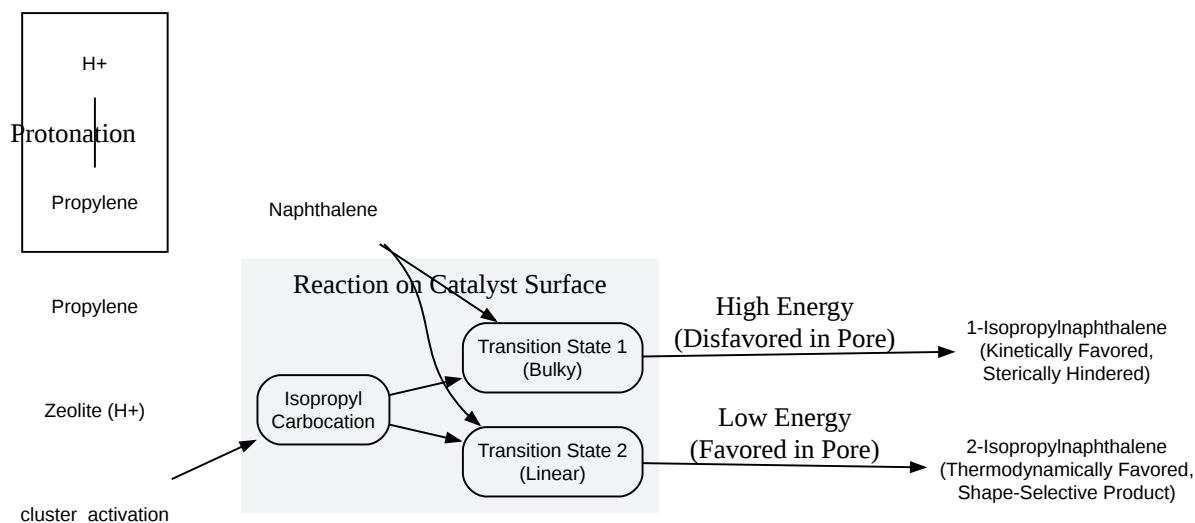 H+
Protonation
Propylene
Naphthalene
Reaction on Catalyst Surface
Propylene
Zeolite (H+)
cluster_activation
Isopropyl
Carbocation
Transition State 1
(Bulky)
Transition State 2
(Linear)
High Energy
(Disfavored in Pore)
Low Energy
(Favored in Pore)
1-Isopropylnaphthalene
(Kinetically Favored,
Sterically Hindered)
2-Isopropylnaphthalene
(Thermodynamically Favored,
Shape-Selective Product)